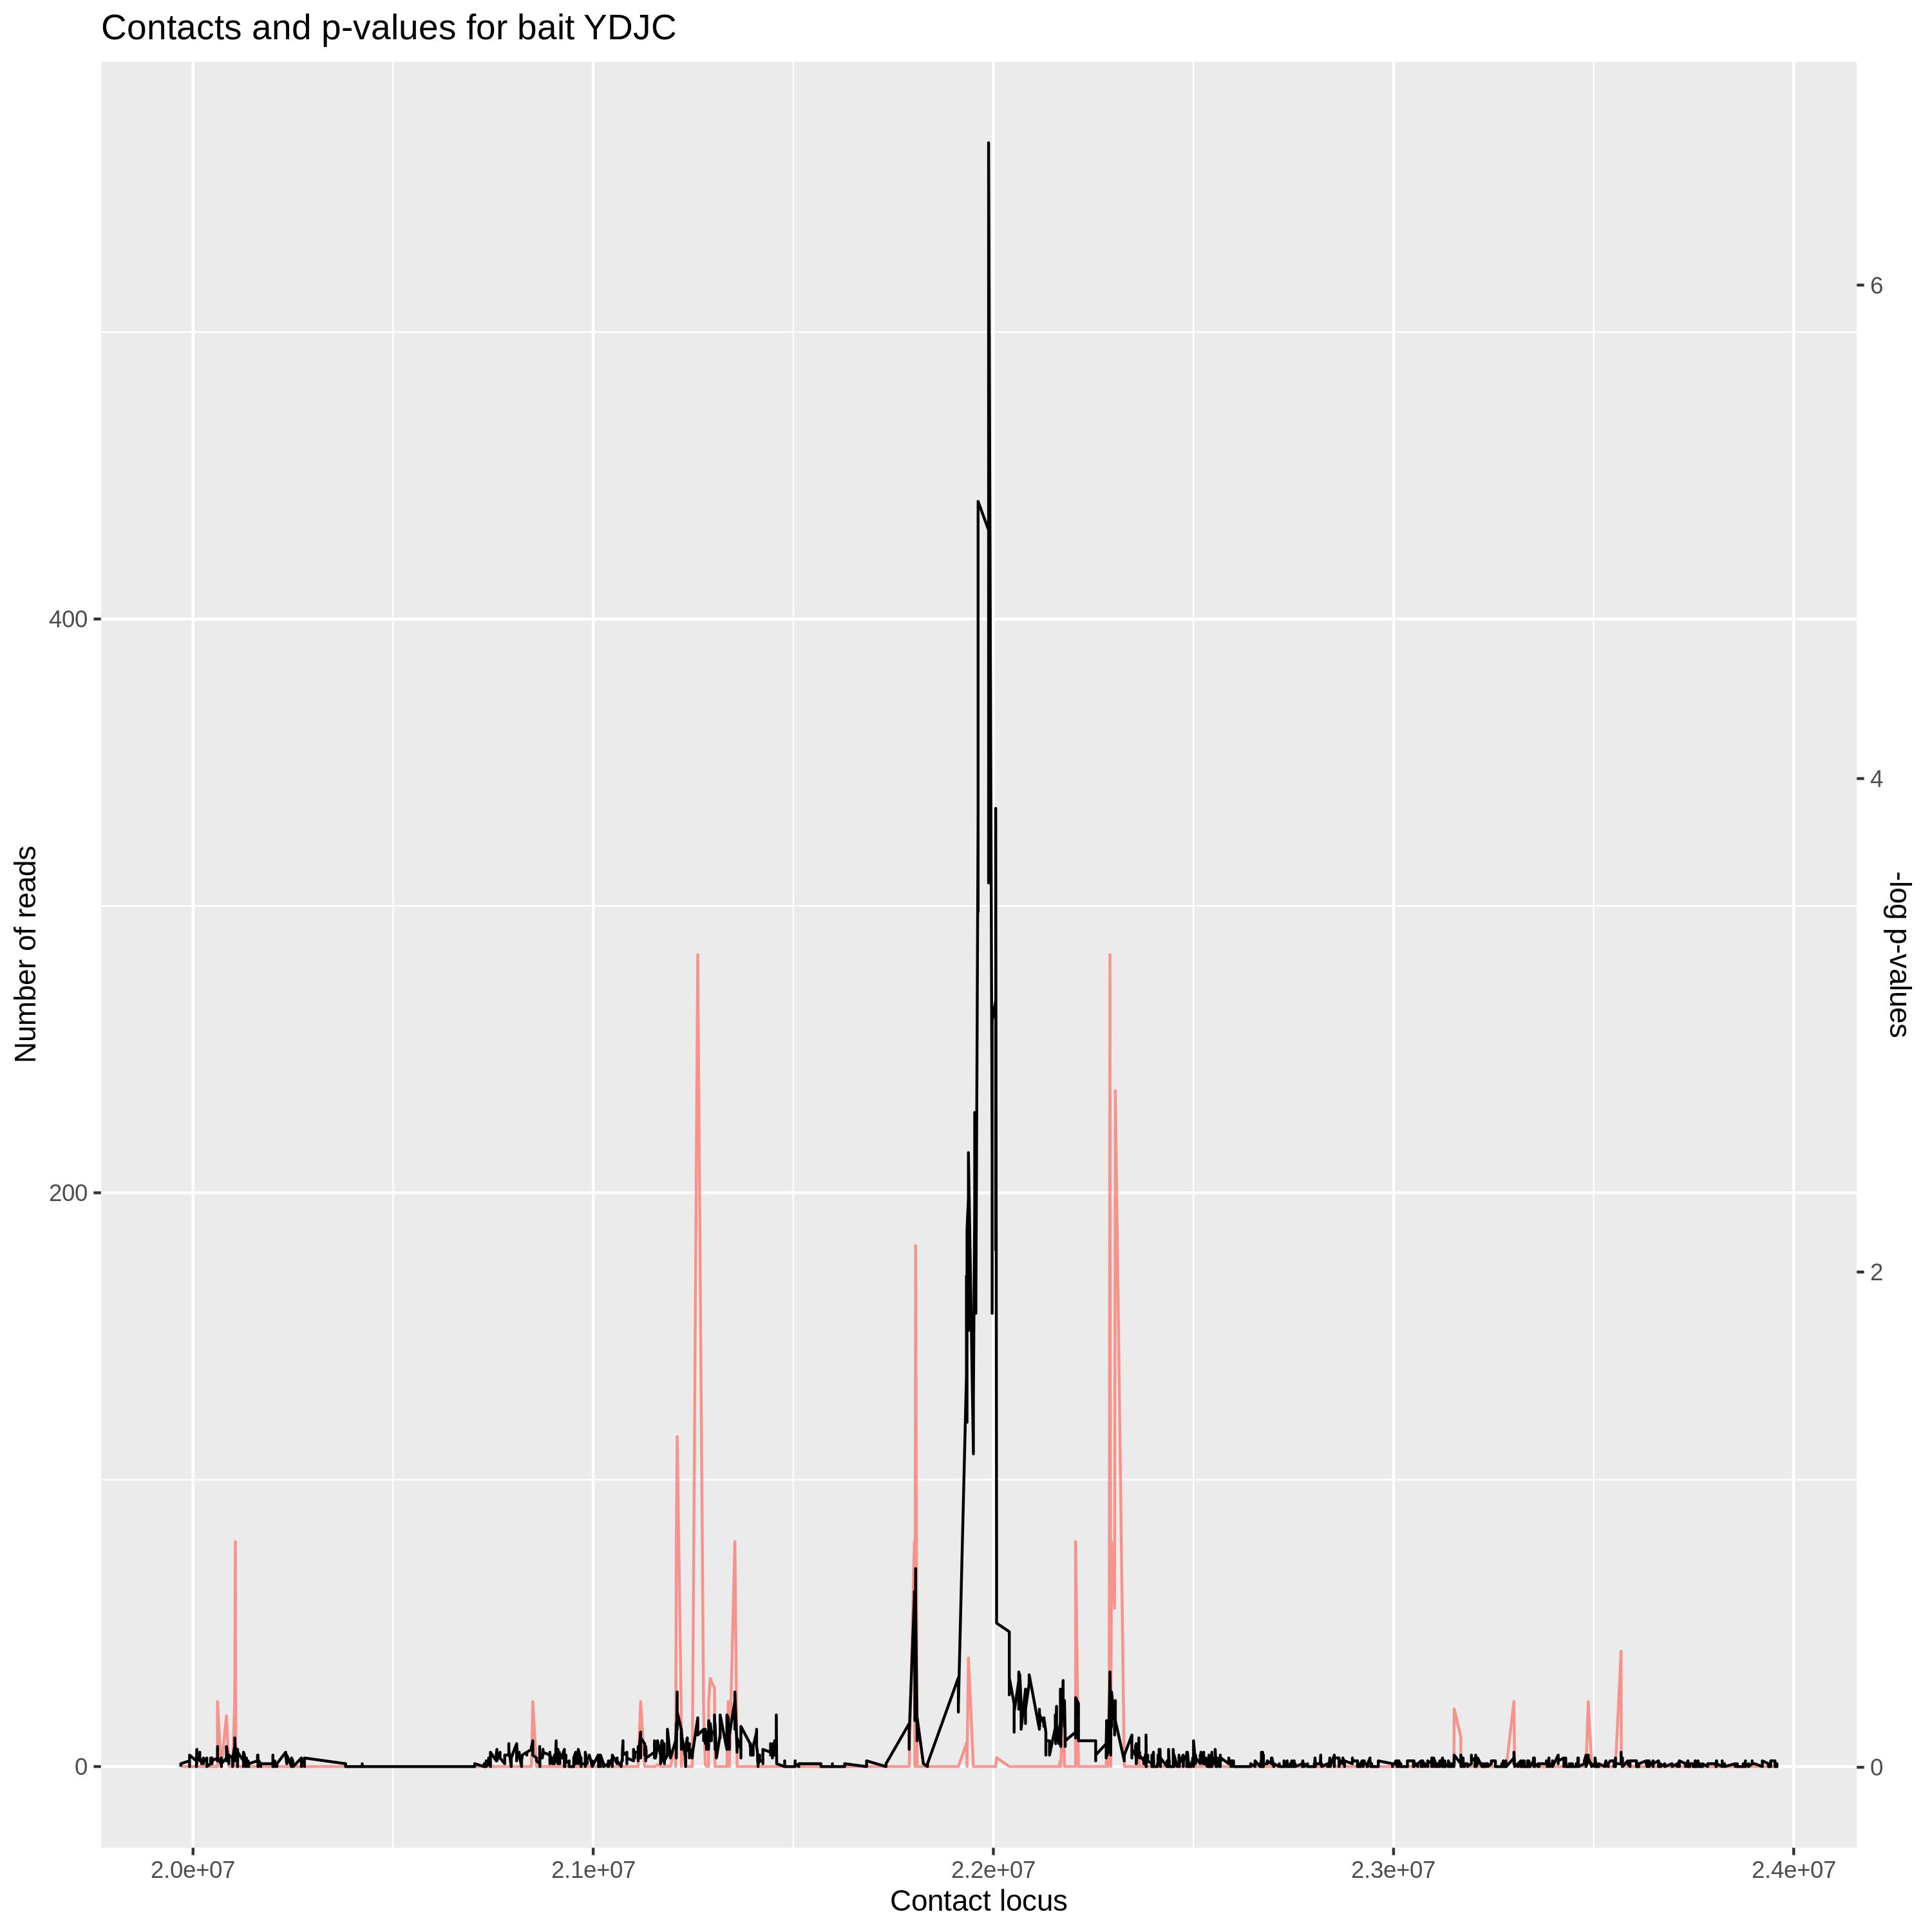 Contacts and p-values for bait YDJC
Number of reads
400
200
0
6
4
2
0
-log p-values
2.0e+07 2.1e+07 2.2e+07 2.3e+07 2.4e+07
Contact locus